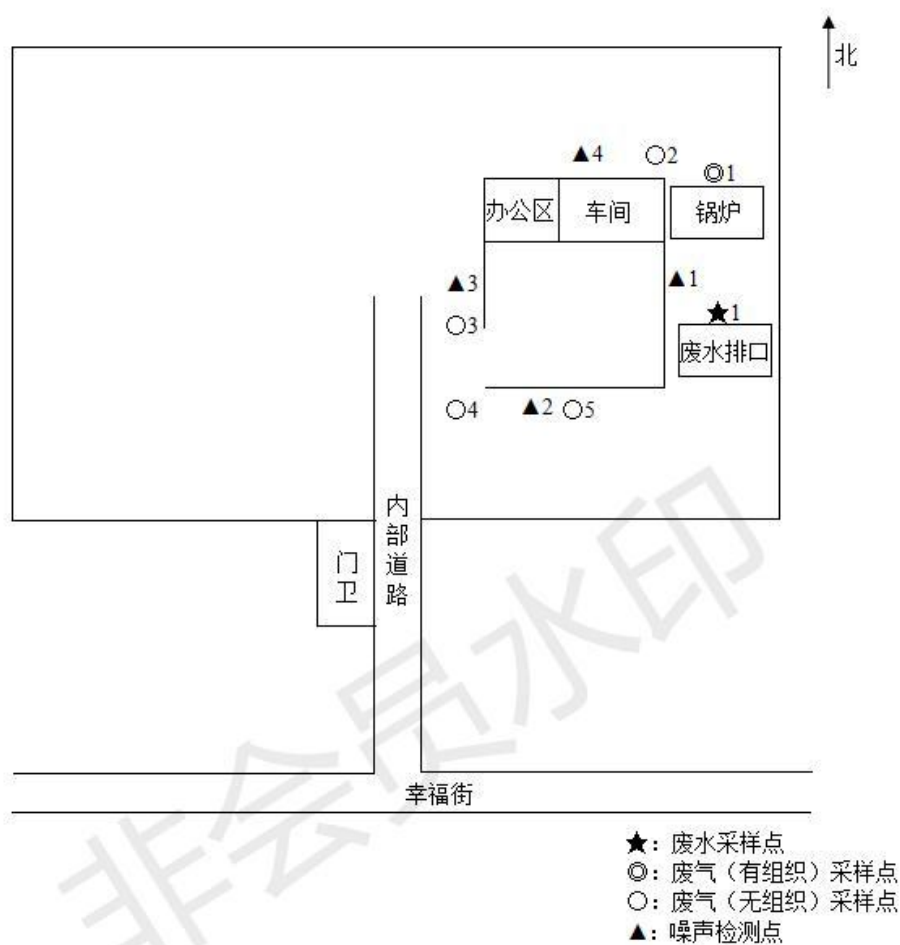 北
▲4
○2
◎1
办公区
车间
锅炉
▲3
▲1
○3
★1
废水排口
○4
▲2
○5
内部道路
门卫
幸福街
★：废水采样点
◎：废气（有组织）采样点
○：废气（无组织）采样点
▲：噪声检测点
非会员水印